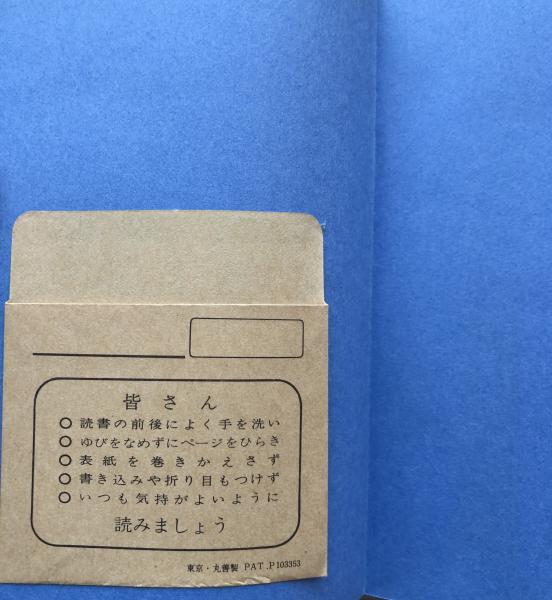 皆さん
○ 読書の前後によく手を洗い
○ ゆびをなめずにページをひらき
○ 表紙を巻きかえさず
○ 書き込みや折り目もつけず
○ いつも気持がよいように
読みましょう
東京・丸善製 PAT.P103353